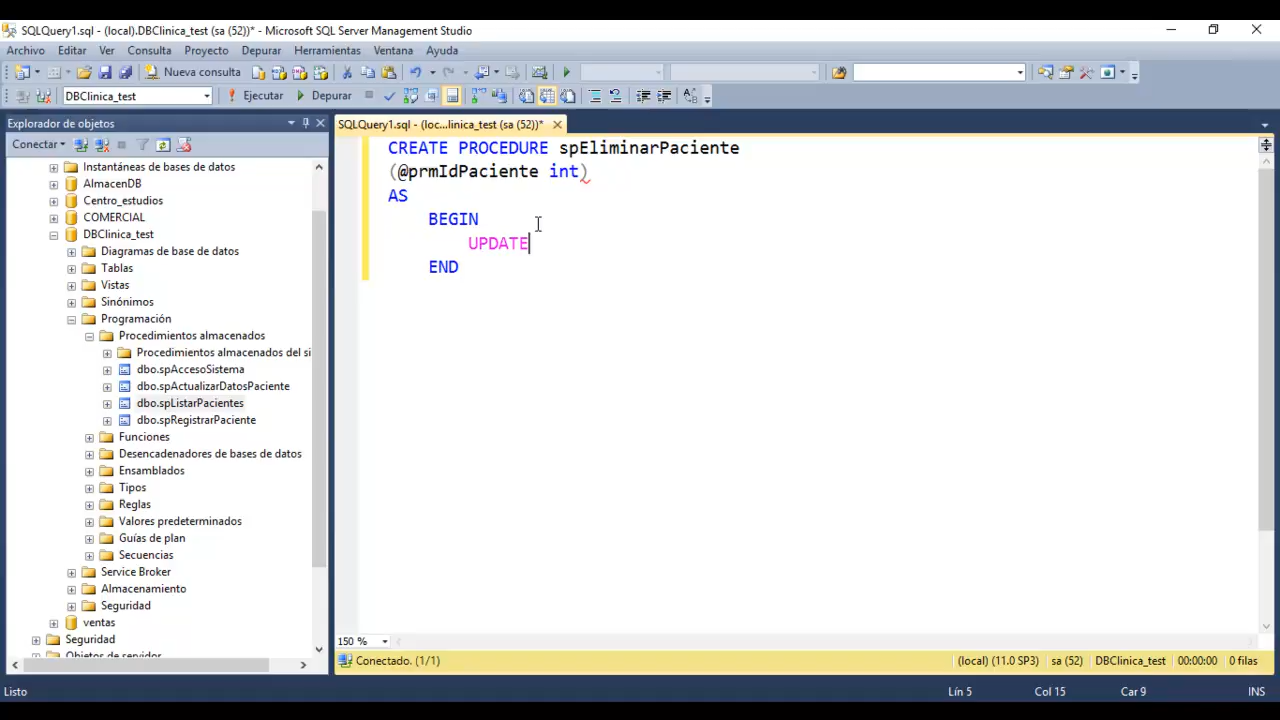 SQLQuery1.sql - (local).DBClinica_test (sa (52))* - Microsoft SQL Server Management Studio
Archivo Editar Ver Consulta Proyecto Depurar Herramientas Ventana Ayuda
Nueva consulta
DBClinica_test Ejecutar Depurar
Explorador de objetos
SQLQuery1.sql - (loc...linica_test (sa (52))*
Conectar
Instantáneas de bases de datos
AlmacenDB
Centro_estudios
COMERCIAL
DBClinica_test
Diagramas de base de datos
Tablas
Vistas
Sinónimos
Programación
Procedimientos almacenados
Procedimientos almacenados del si
dbo.spAccesoSistema
dbo.spActualizarDatosPaciente
dbo.spListarPacientes
dbo.spRegistrarPaciente
Funciones
Desencadenadores de bases de datos
Ensamblados
Tipos
Reglas
Valores predeterminados
Guías de plan
Secuencias
Service Broker
Almacenamiento
Seguridad
ventas
Seguridad
Objetos de servidor
CREATE PROCEDURE spEliminarPaciente
(@prmIdPaciente int)
AS
BEGIN
UPDATE
END
150 %
Conectado. (1/1) (local) (11.0 SP3) sa (52) DBClinica_test 00:00:00 0 filas
Listo Lín 5 Col 15 Car 9 INS